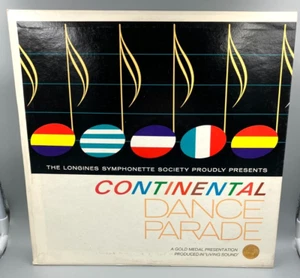 THE LONGINES SYMPHONETTE SOCIETY PROUDLY PRESENTS
CONTINENTAL
DANCE
PARADE
A GOLD MEDAL PRESENTATION
PRODUCED IN "LIVING SOUND"